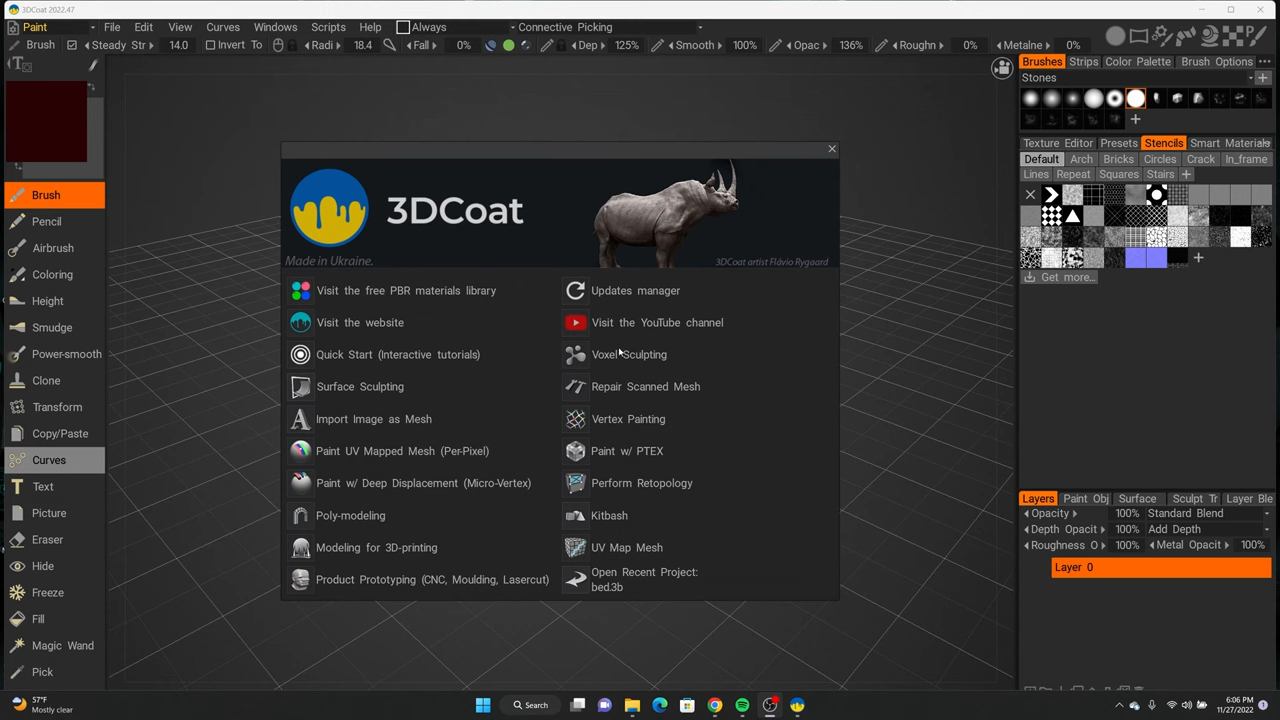 3DCoat 2022.47
Paint File Edit View Curves Windows Scripts Help Always Connective Picking
Brush Steady Str 14.0 Invert To Radi 18.4 Fall 0% Dep 125% Smooth 100% Opac 136% Roughn 0% Metalne 0%
Brush
Pencil
Airbrush
Coloring
Height
Smudge
Power-smooth
Clone
Transform
Copy/Paste
Curves
Text
Picture
Eraser
Hide
Freeze
Fill
Magic Wand
Pick
3DCoat
Made in Ukraine.
3DCoat artist Flávio Rygaard
Visit the free PBR materials library
Updates manager
Visit the website
Visit the YouTube channel
Quick Start (Interactive tutorials)
Voxel Sculpting
Surface Sculpting
Repair Scanned Mesh
Import Image as Mesh
Vertex Painting
Paint UV Mapped Mesh (Per-Pixel)
Paint w/ PTEX
Paint w/ Deep Displacement (Micro-Vertex)
Perform Retopology
Poly-modeling
Kitbash
Modeling for 3D-printing
UV Map Mesh
Product Prototyping (CNC, Moulding, Lasercut)
Open Recent Project:
bed.3b
Brushes Strips Color Palette Brush Options
Stones
Texture Editor Presets Stencils Smart Materials
Default Arch Bricks Circles Crack In_frame
Lines Repeat Squares Stairs
Get more...
Layers Paint Obj Surface Sculpt Tr Layer Ble
Opacity 100% Standard Blend
Depth Opacit 100% Add Depth
Roughness O 100% Metal Opacit 100%
Layer 0
57°F
Mostly clear
Search
6:06 PM
11/27/2022